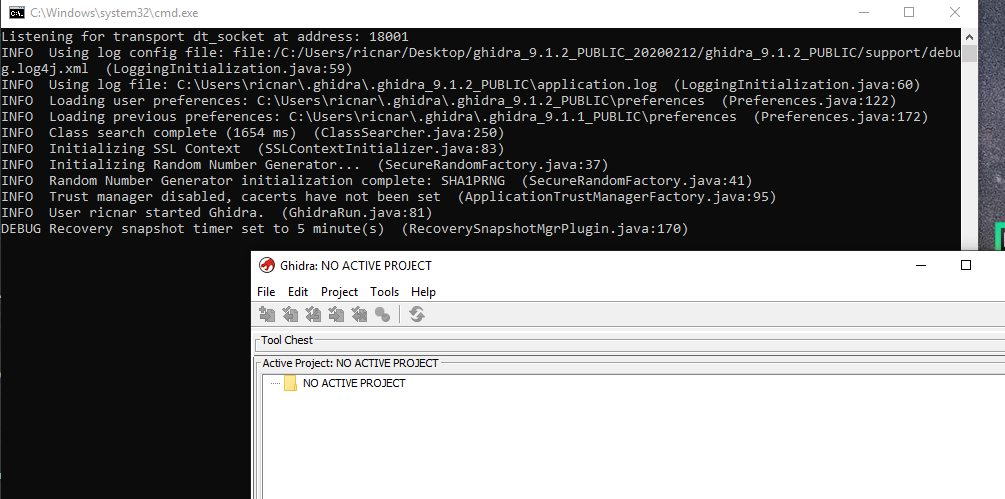 C:\Windows\system32\cmd.exe
Listening for transport dt_socket at address: 18001
INFO  Using log config file: file:/C:/Users/ricnar/Desktop/ghidra_9.1.2_PUBLIC_20200212/ghidra_9.1.2_PUBLIC/support/debu
g.log4j.xml  (LoggingInitialization.java:59)
INFO  Using log file: C:\Users\ricnar\.ghidra\.ghidra_9.1.2_PUBLIC\application.log  (LoggingInitialization.java:60)
INFO  Loading user preferences: C:\Users\ricnar\.ghidra\.ghidra_9.1.2_PUBLIC\preferences  (Preferences.java:122)
INFO  Loading previous preferences: C:\Users\ricnar\.ghidra\.ghidra_9.1.1_PUBLIC\preferences  (Preferences.java:172)
INFO  Class search complete (1654 ms)  (ClassSearcher.java:250)
INFO  Initializing SSL Context  (SSLContextInitializer.java:83)
INFO  Initializing Random Number Generator...  (SecureRandomFactory.java:37)
INFO  Random Number Generator initialization complete: SHA1PRNG  (SecureRandomFactory.java:41)
INFO  Trust manager disabled, cacerts have not been set  (ApplicationTrustManagerFactory.java:95)
INFO  User ricnar started Ghidra.  (GhidraRun.java:81)
DEBUG Recovery snapshot timer set to 5 minute(s)  (RecoverySnapshotMgrPlugin.java:170)
Ghidra: NO ACTIVE PROJECT
File Edit Project Tools Help
Tool Chest
Active Project: NO ACTIVE PROJECT
NO ACTIVE PROJECT